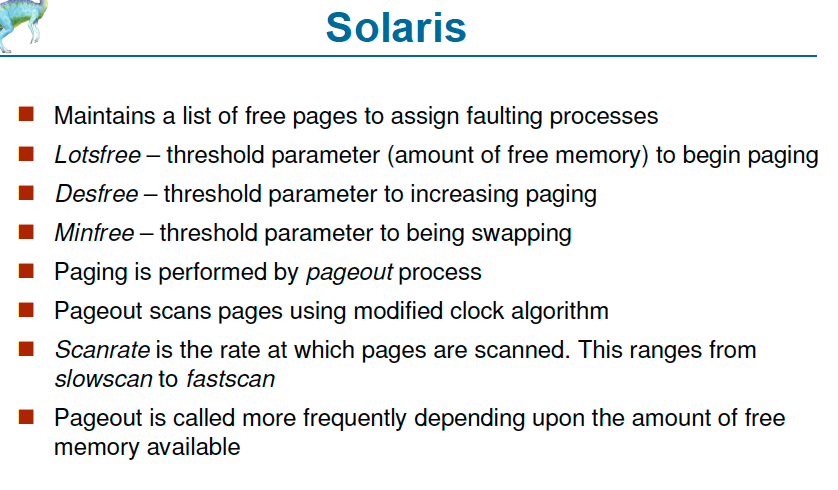 Solaris
Maintains a list of free pages to assign faulting processes
Lotsfree – threshold parameter (amount of free memory) to begin paging
Desfree – threshold parameter to increasing paging
Minfree – threshold parameter to being swapping
Paging is performed by pageout process
Pageout scans pages using modified clock algorithm
Scanrate is the rate at which pages are scanned. This ranges from
slowscan to fastscan
Pageout is called more frequently depending upon the amount of free
memory available